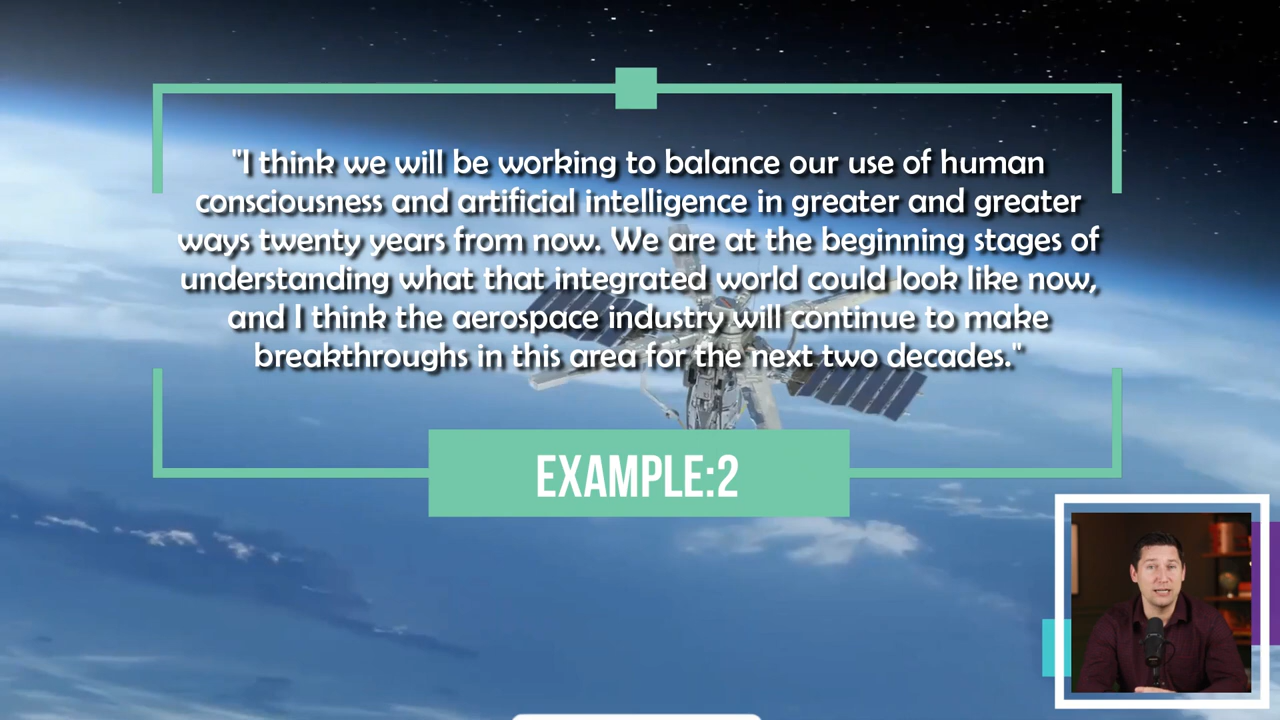 "I think we will be working to balance our use of human
consciousness and artificial intelligence in greater and greater
ways twenty years from now. We are at the beginning stages of
understanding what that integrated world could look like now,
and I think the aerospace industry will continue to make
breakthroughs in this area for the next two decades."
EXAMPLE:2